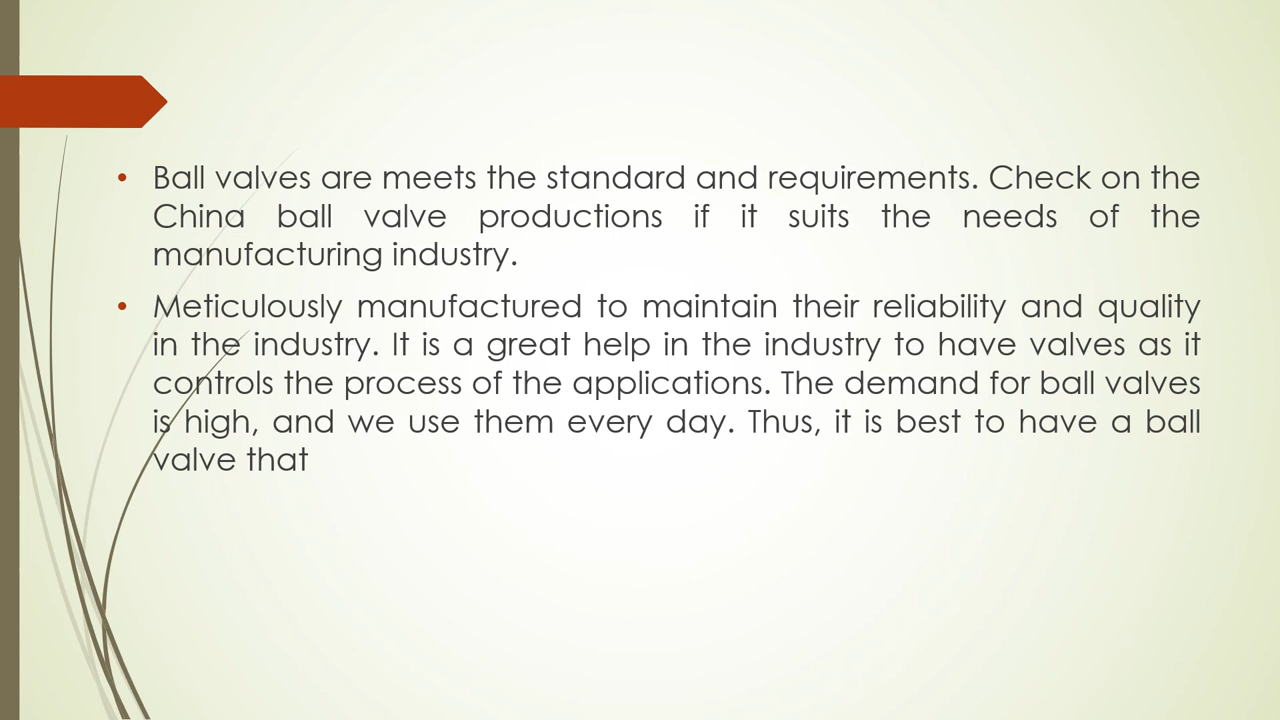 • Ball valves are meets the standard and requirements. Check on the
China ball valve productions if it suits the needs of the
manufacturing industry.
• Meticulously manufactured to maintain their reliability and quality
in the industry. It is a great help in the industry to have valves as it
controls the process of the applications. The demand for ball valves
is high, and we use them every day. Thus, it is best to have a ball
valve that